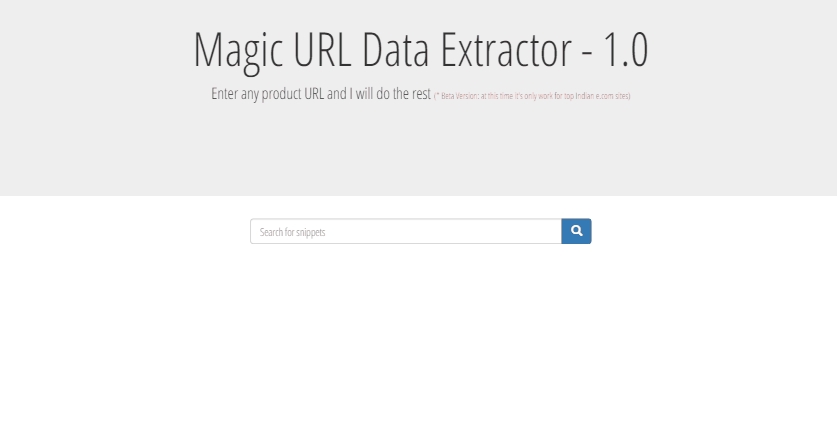 Magic URL Data Extractor - 1.0
Enter any product URL and I will do the rest (* Beta Version:: at this time it's only work for top Indian e.com sites)
Search for snippets